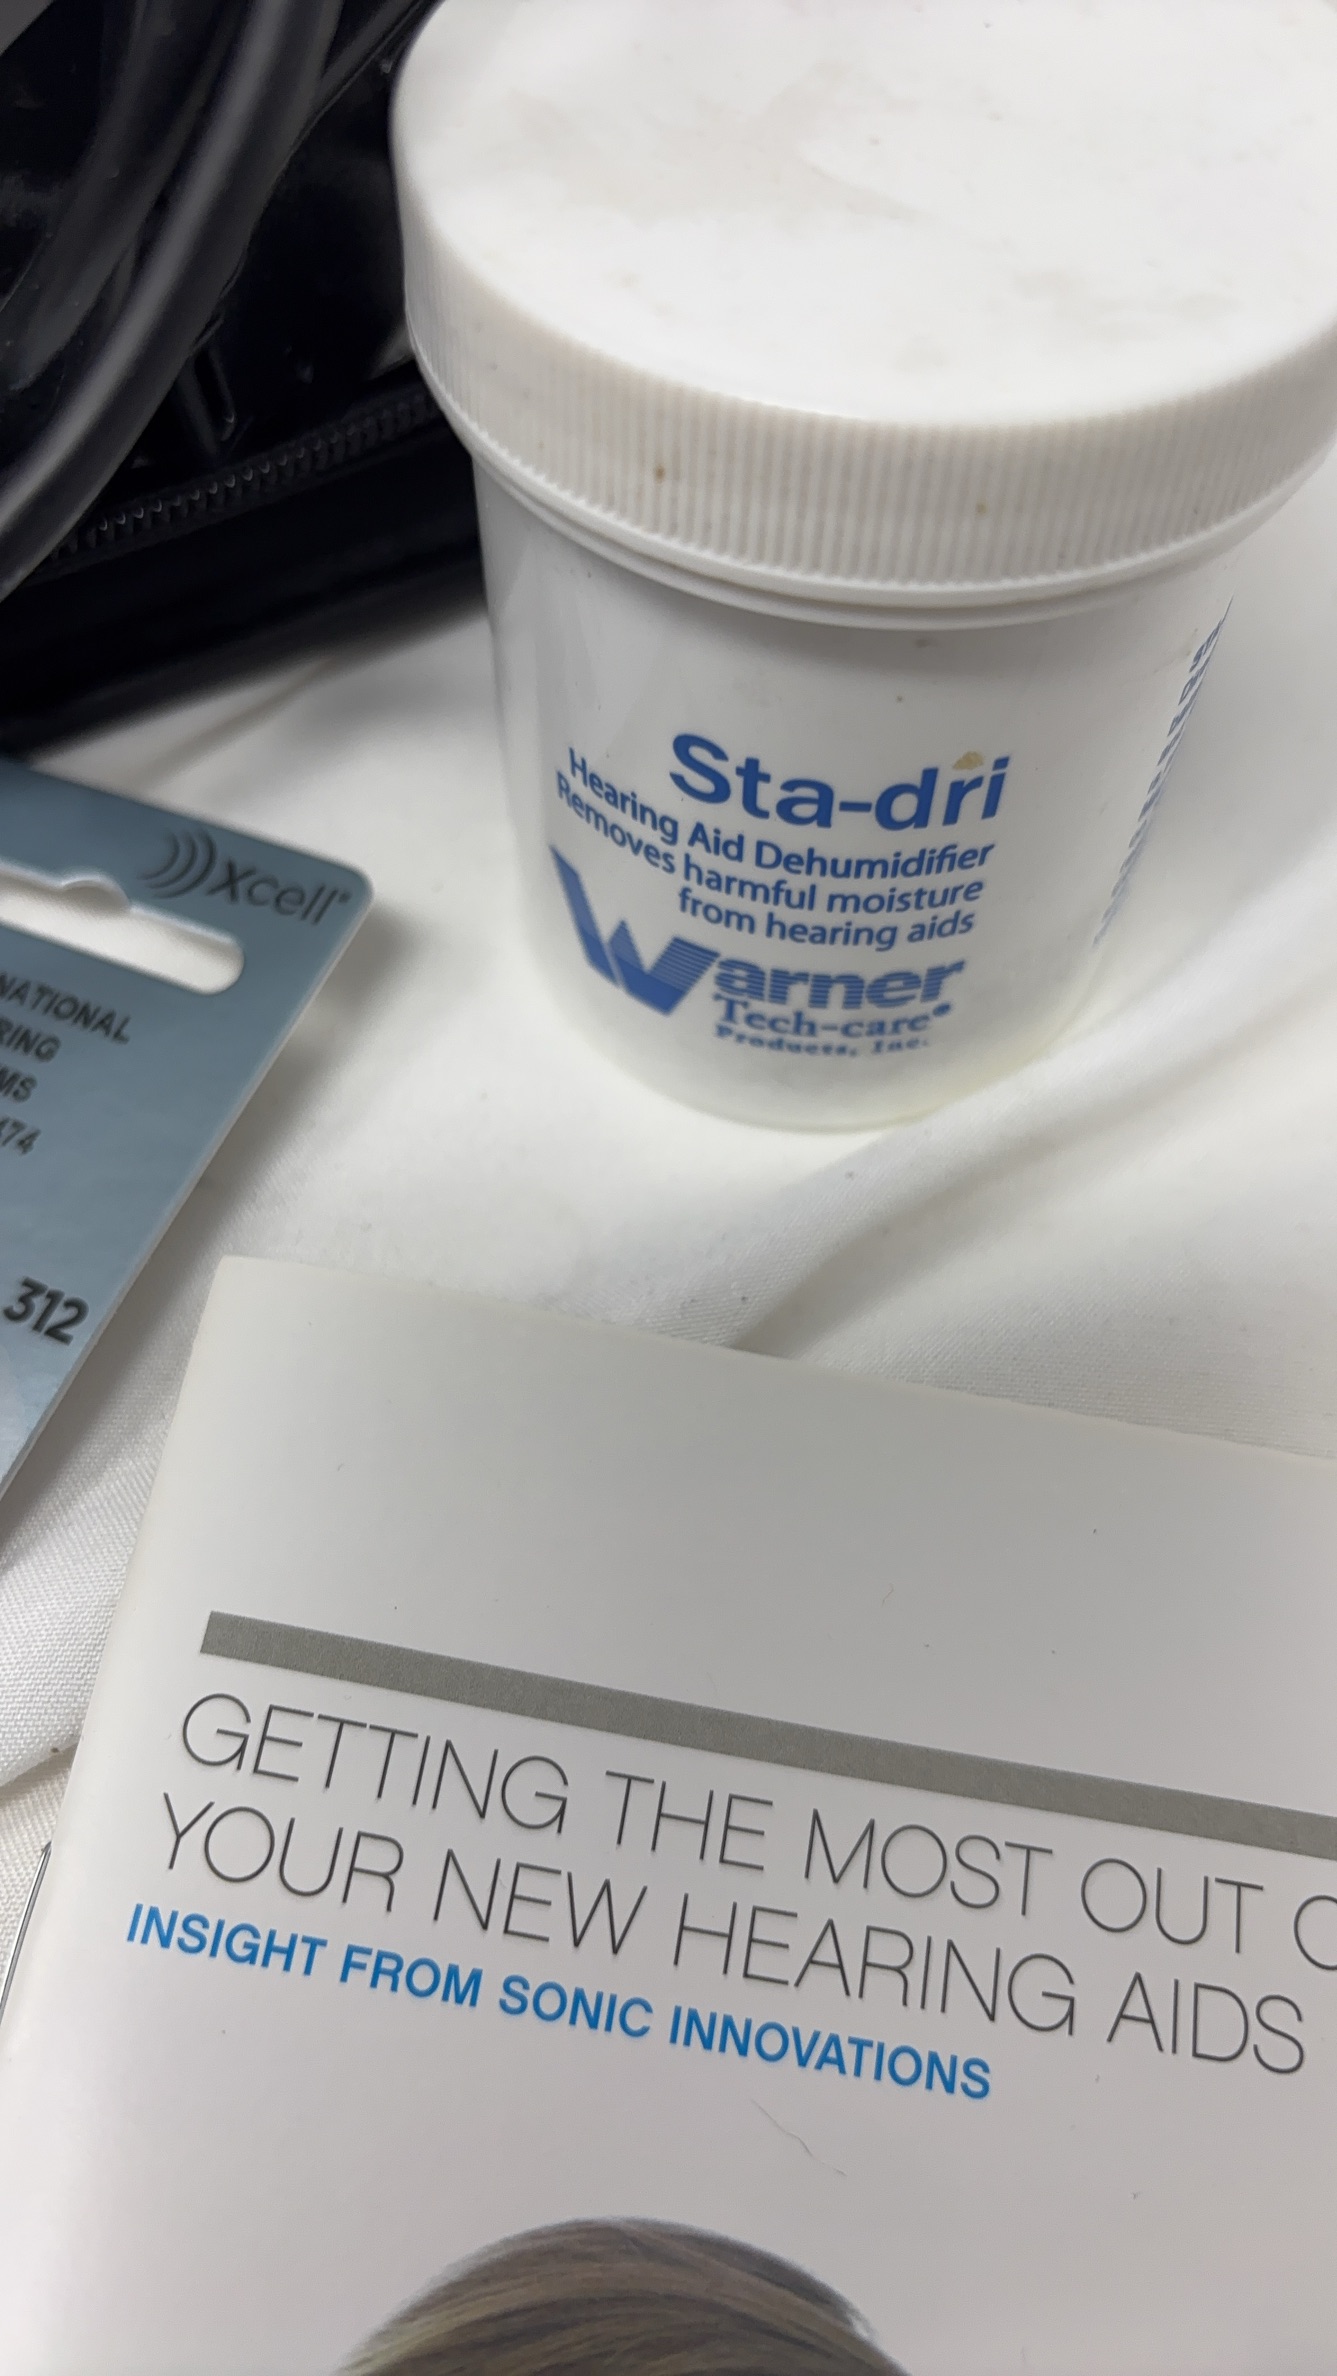 Sta-dri
Hearing Aid Dehumidifier
Removes harmful moisture
from hearing aids
Warner
Tech-care®
Products, Inc.
Xcell®
NATIONAL
RING
MS
474
312
GETTING THE MOST OUT O
YOUR NEW HEARING AIDS
INSIGHT FROM SONIC INNOVATIONS